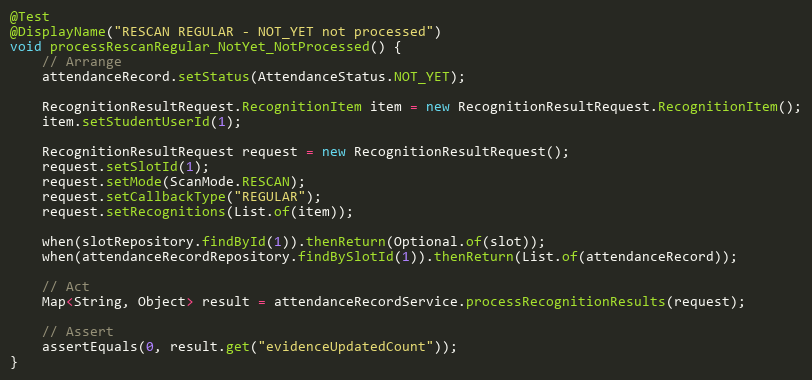 @Test
@DisplayName("RESCAN REGULAR - NOT_YET not processed")
void processRescanRegular_NotYet_NotProcessed() {
    // Arrange
    attendanceRecord.setStatus(AttendanceStatus.NOT_YET);

    RecognitionResultRequest.RecognitionItem item = new RecognitionResultRequest.RecognitionItem();
    item.setStudentUserId(1);

    RecognitionResultRequest request = new RecognitionResultRequest();
    request.setSlotId(1);
    request.setMode(ScanMode.RESCAN);
    request.setCallbackType("REGULAR");
    request.setRecognitions(List.of(item));

    when(slotRepository.findById(1)).thenReturn(Optional.of(slot));
    when(attendanceRecordRepository.findBySlotId(1)).thenReturn(List.of(attendanceRecord));

    // Act
    Map<String, Object> result = attendanceRecordService.processRecognitionResults(request);

    // Assert
    assertEquals(0, result.get("evidenceUpdatedCount"));
}